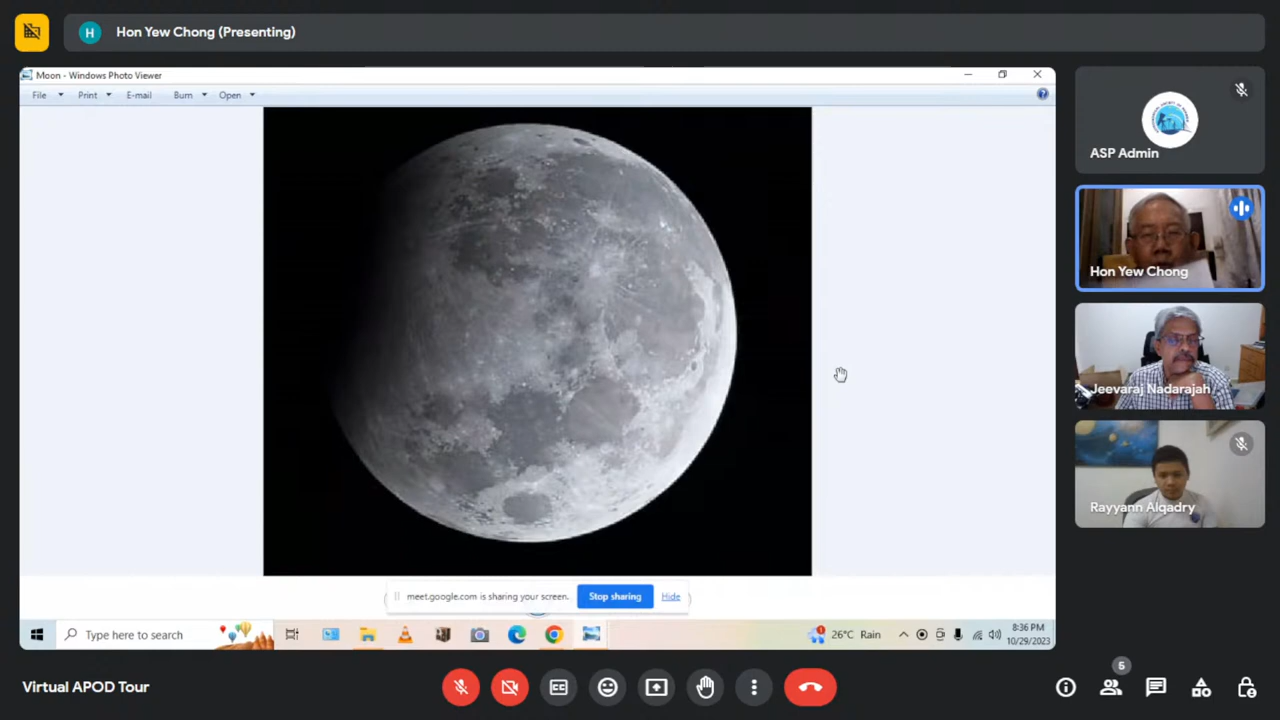 H Hon Yew Chong (Presenting)
Moon - Windows Photo Viewer
File Print E-mail Burn Open
ASP Admin
Hon Yew Chong
Jeevaraj Nadarajah
Rayyann Alqadry
meet.google.com is sharing your screen. Stop sharing Hide
Type here to search
26°C Rain
8:36 PM
10/29/2023
Virtual APOD Tour
5